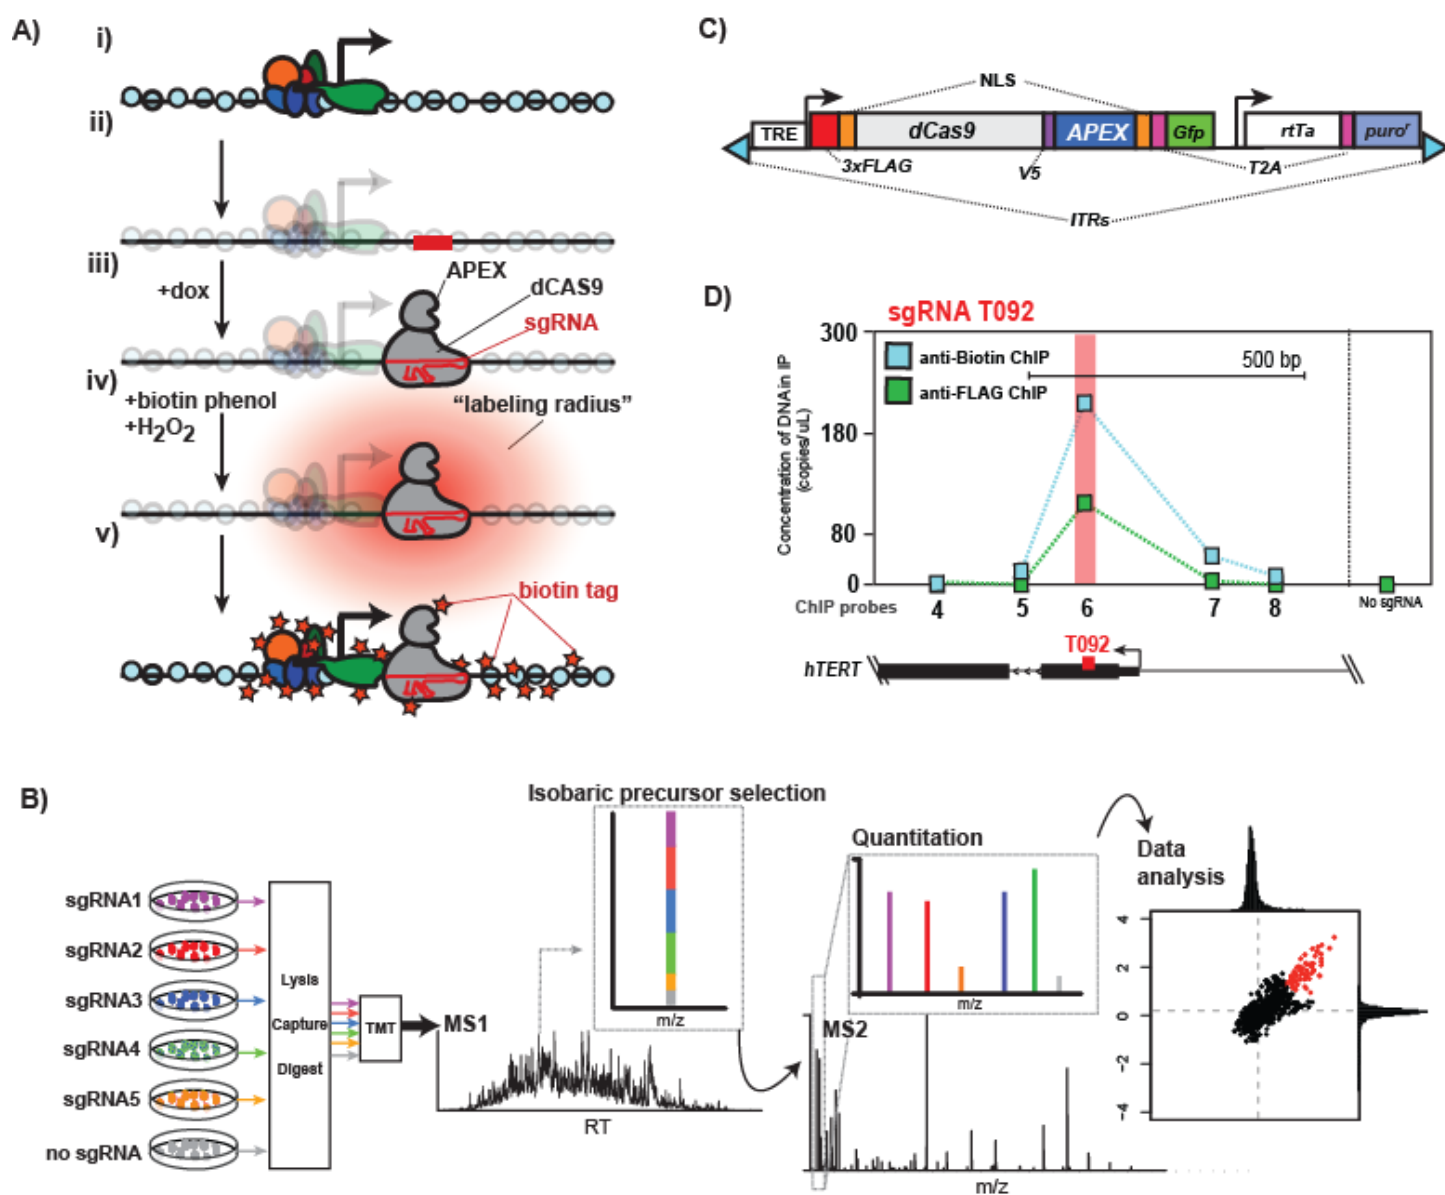 A)
i)
ii)
iii)
+dox
APEX
dCAS9
sgRNA
iv)
+biotin phenol
+H2O2
"labeling radius"
v)
biotin tag
C)
NLS
TRE
dCas9
APEX
Gfp
rtTa
puroʳ
3xFLAG
V5
T2A
ITRs
D)
sgRNA T092
300
180
80
0
Concentration of DNA in IP
(copies/uL)
anti-Biotin ChIP
anti-FLAG ChIP
500 bp
ChIP probes
4
5
6
7
8
No sgRNA
T092
hTERT
B)
sgRNA1
sgRNA2
sgRNA3
sgRNA4
sgRNA5
no sgRNA
Lysis
Capture
Digest
TMT
MS1
RT
Isobaric precursor selection
m/z
MS2
m/z
Quantitation
m/z
Data
analysis
4
2
0
-2
-4